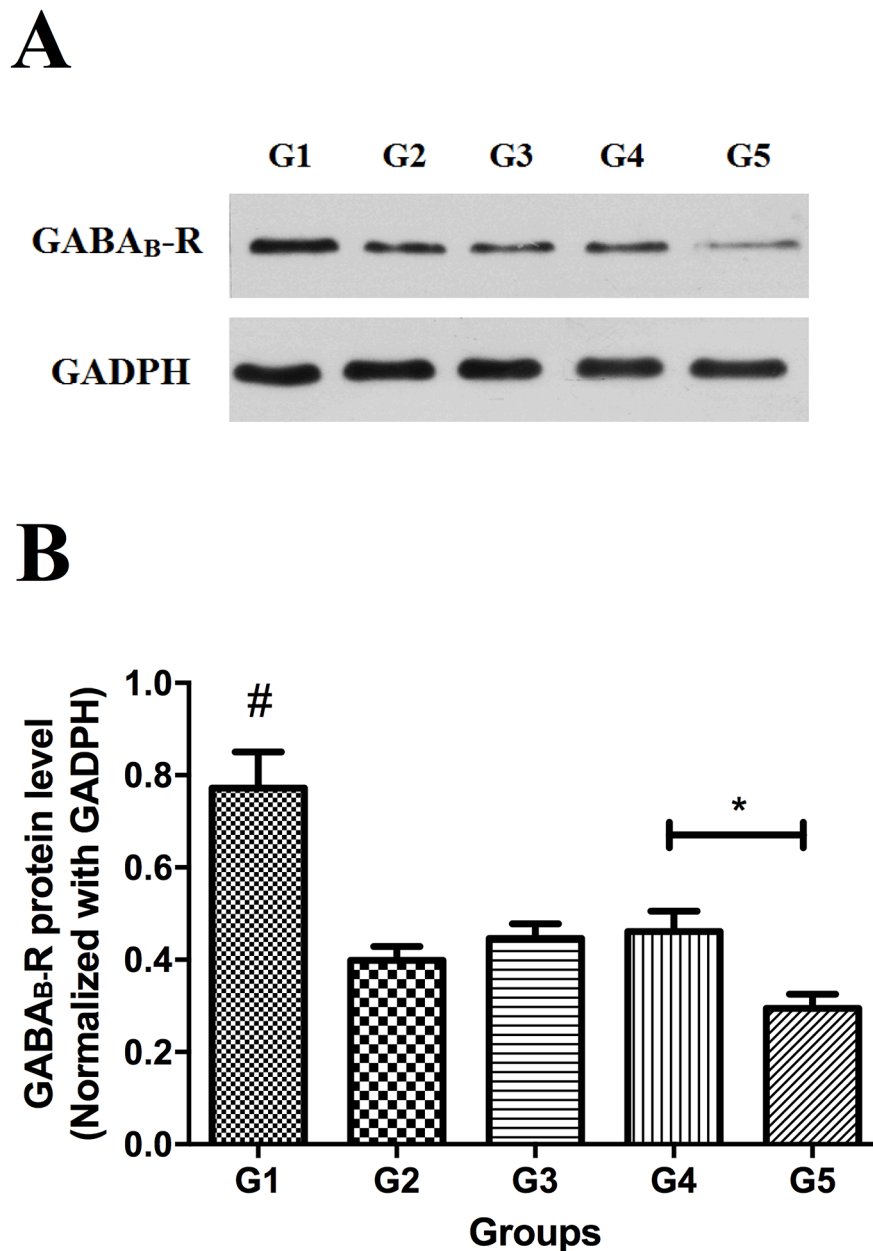 A
G1 G2 G3 G4 G5
GABAB-R
GADPH
B
GABAB-R protein level
(Normalized with GADPH)
1.0
0.8
0.6
0.4
0.2
0.0
#
*
G1 G2 G3 G4 G5
Groups